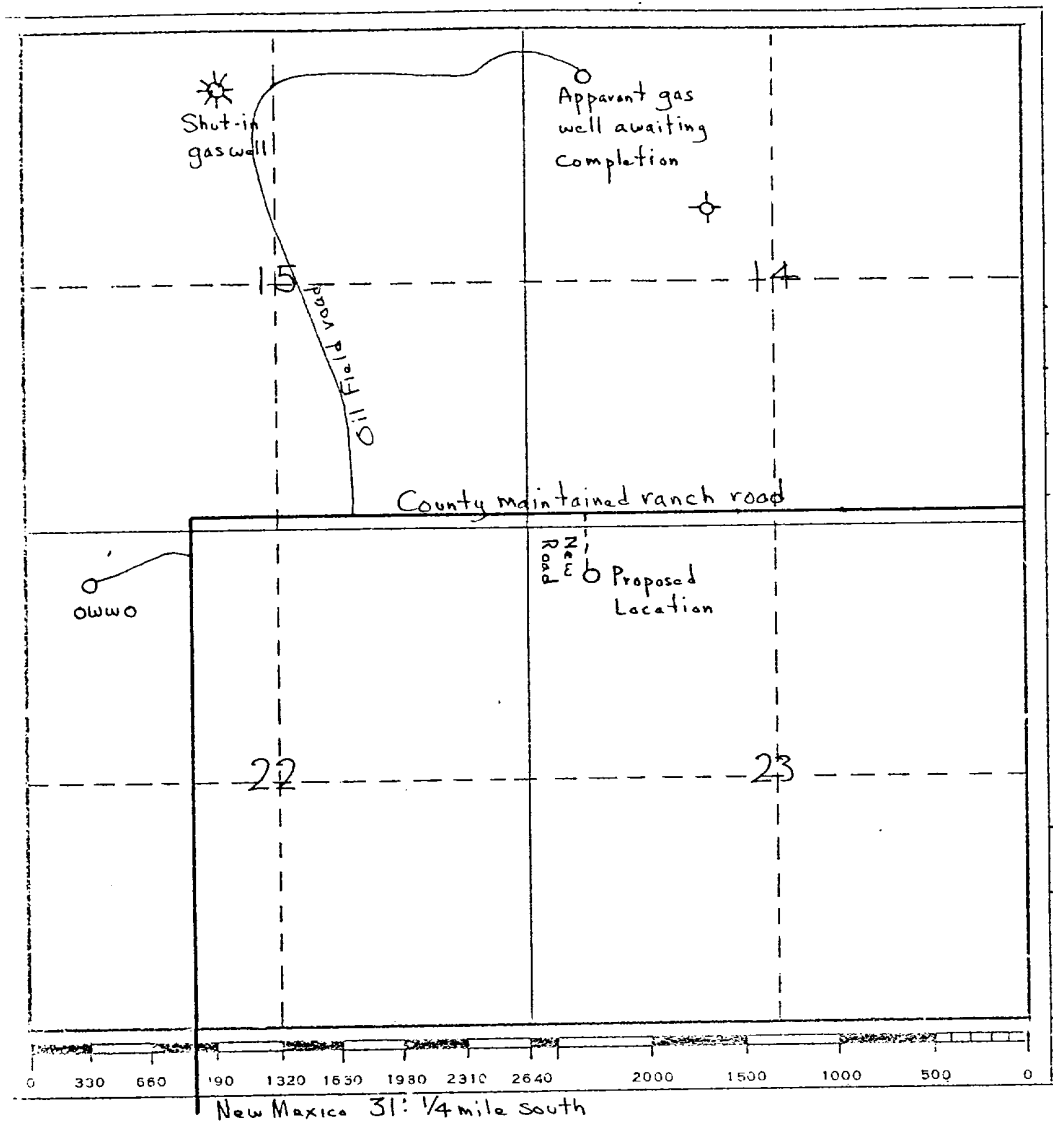 Shut-in
gas well
Apparent gas
well awaiting
completion
15
14
Oil Field road
County maintained ranch road
New
Road
Proposed
Location
OWWO
22
23
0 330 660 190 1320 1650 1980 2310 2640 2000 1500 1000 500 0
New Mexico 31: 1/4 mile south